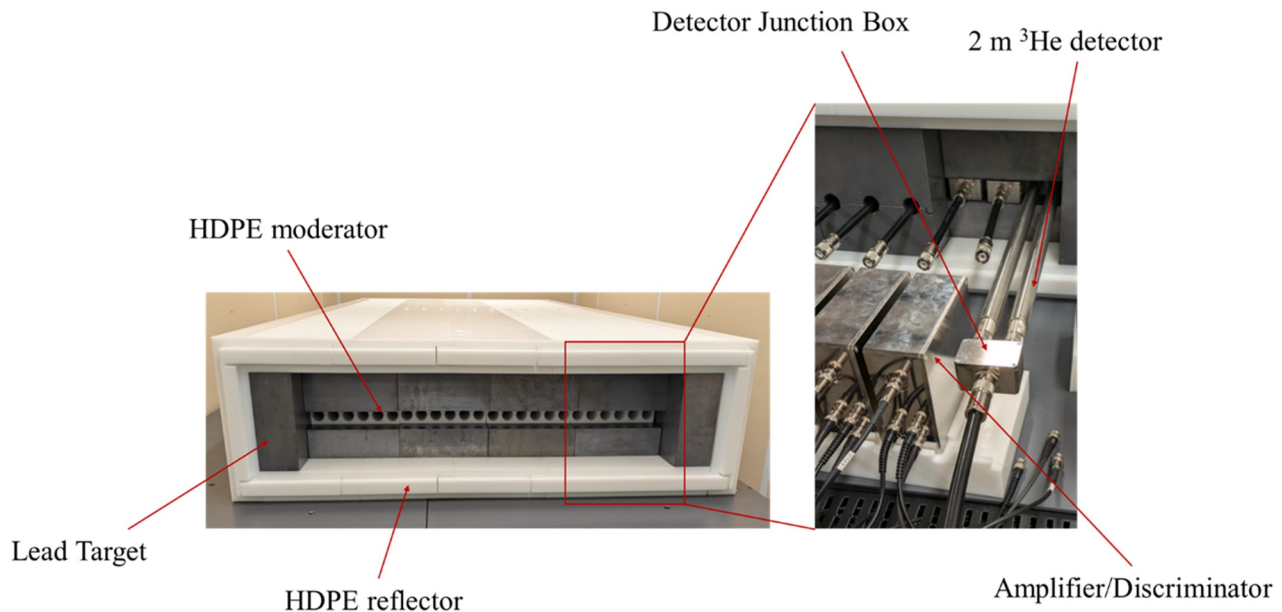 Detector Junction Box
2 m ³He detector
HDPE moderator
Lead Target
HDPE reflector
Amplifier/Discriminator